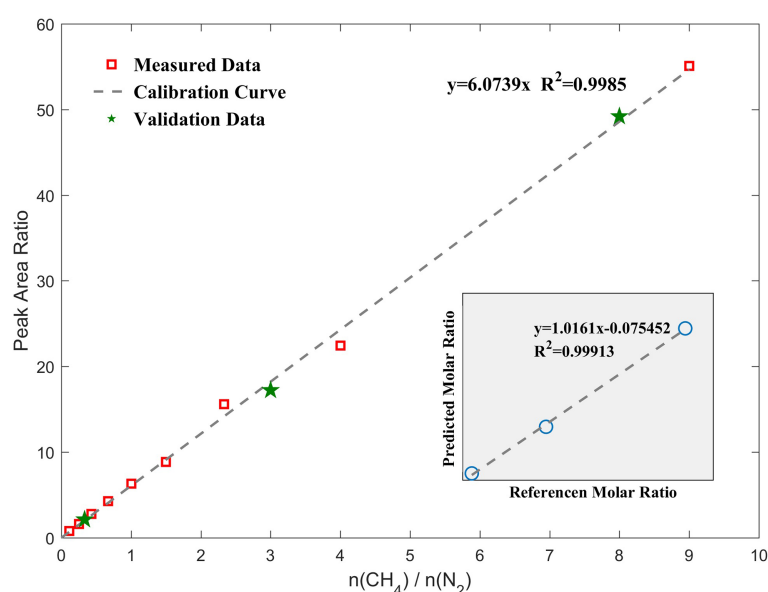 Measured Data
Calibration Curve
Validation Data
y=6.0739x R²=0.9985
60
50
40
30
20
10
0
Peak Area Ratio
y=1.0161x-0.075452
R²=0.99913
Predicted Molar Ratio
Referencen Molar Ratio
0 1 2 3 4 5 6 7 8 9 10
n(CH₄) / n(N₂)